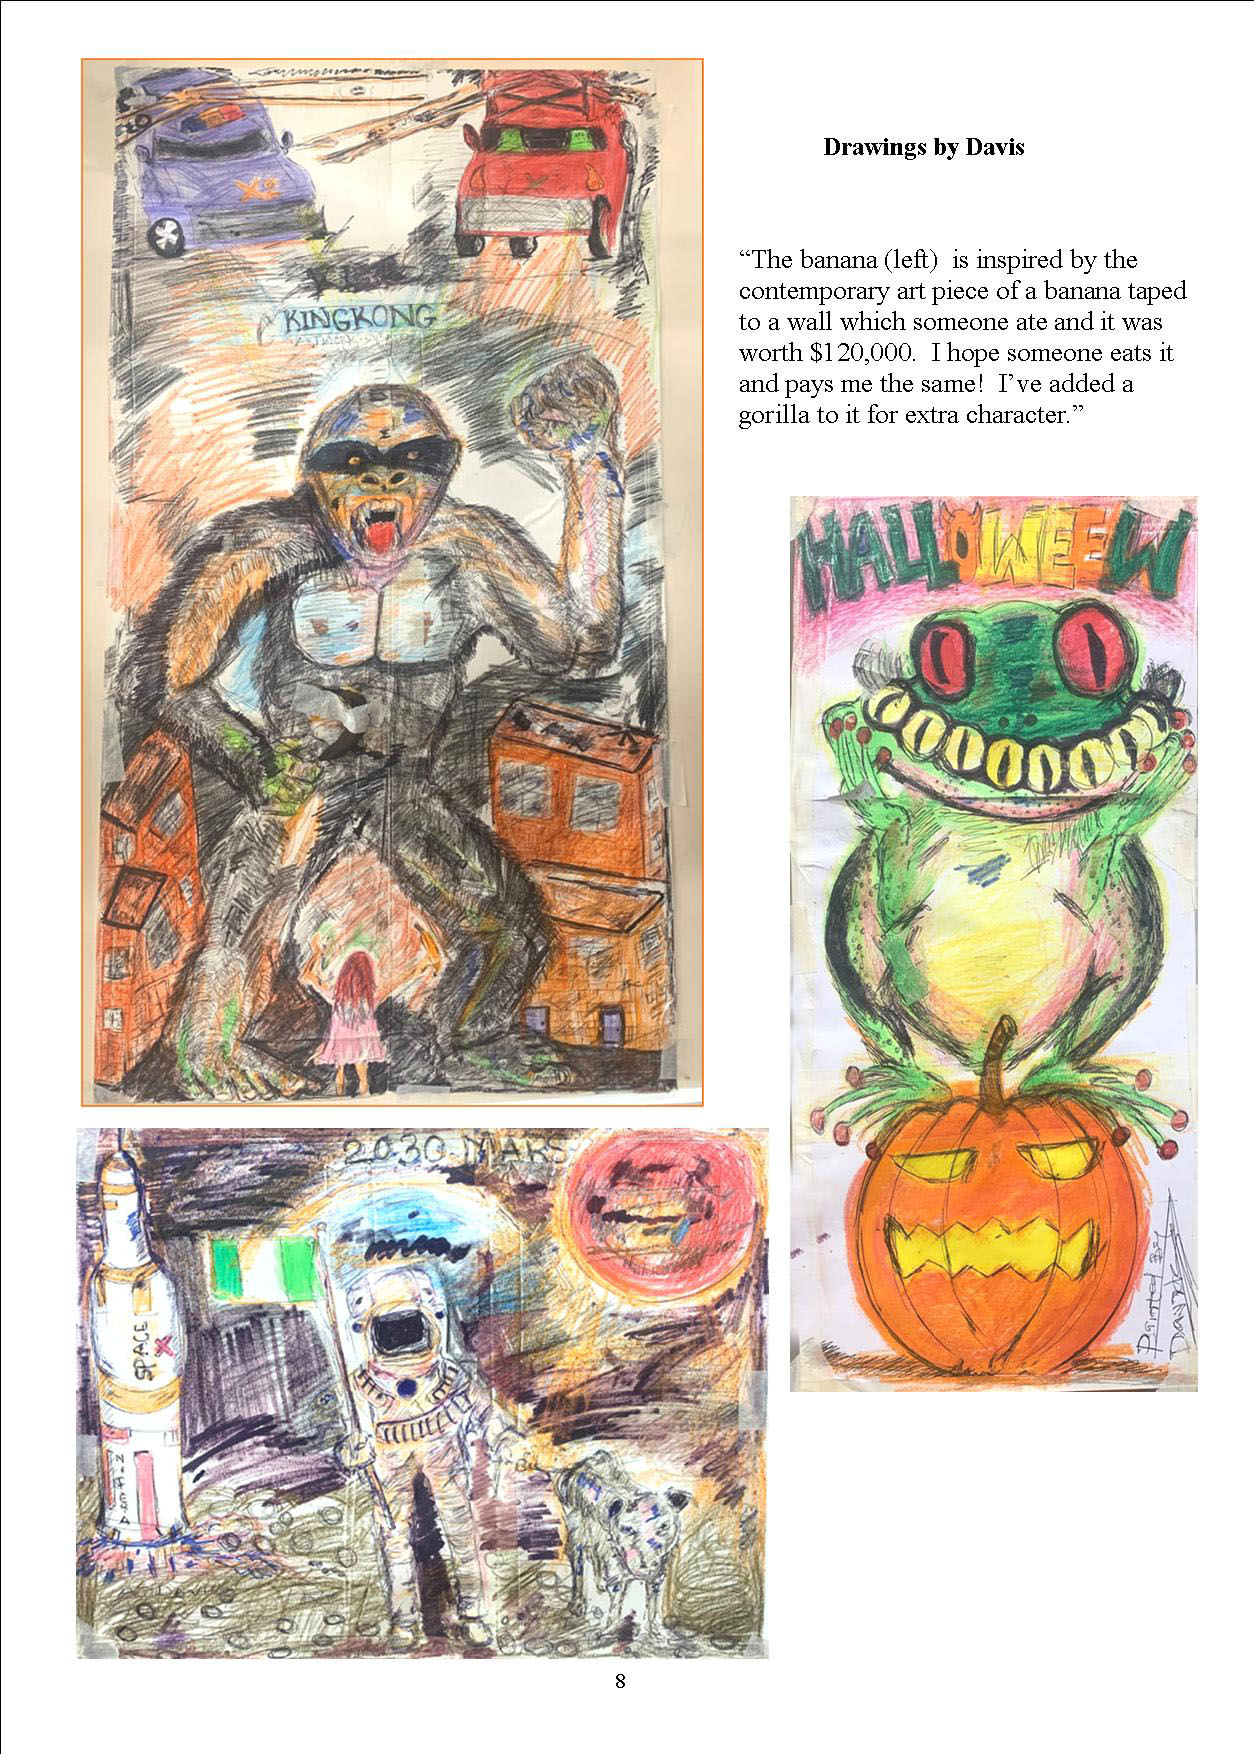 Drawings by Davis
“The banana (left)  is inspired by the
contemporary art piece of a banana taped
to a wall which someone ate and it was
worth $120,000.  I hope someone eats it
and pays me the same!  I’ve added a
gorilla to it for extra character.”
KINGKONG
HALLOWEEW
Painted By
2030 MARS
SPACE
X
8